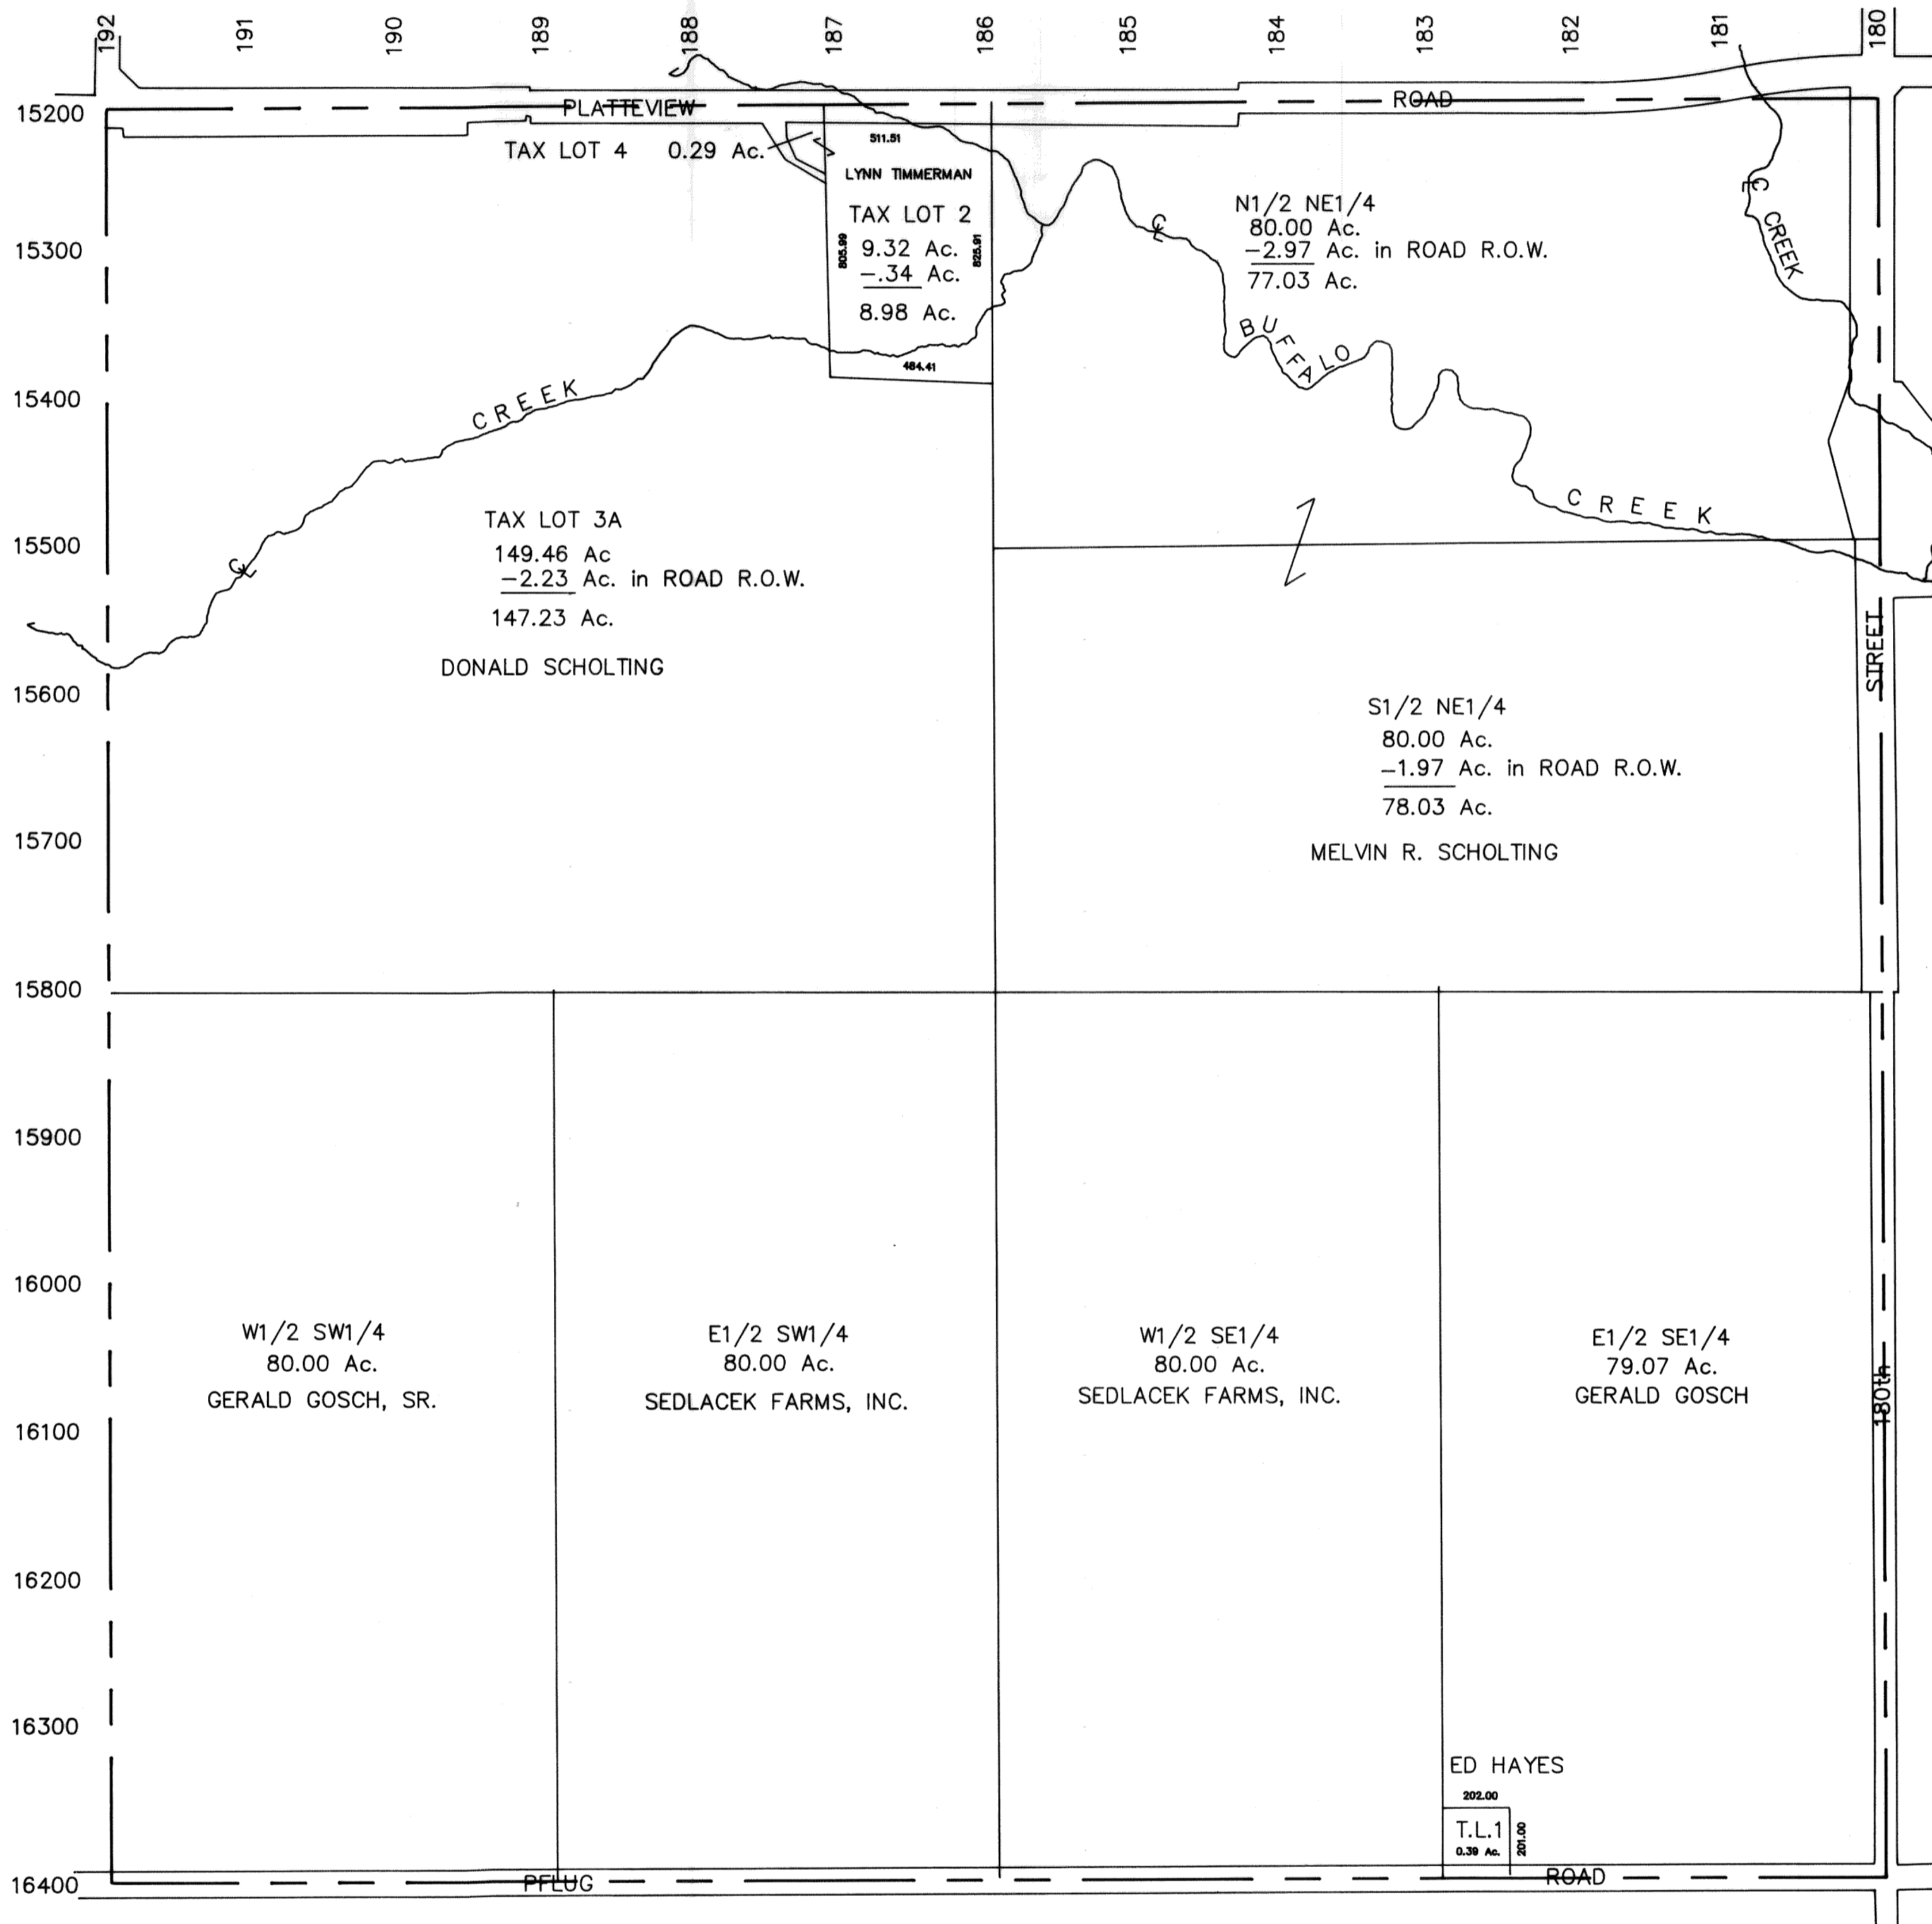 192 191 190 189 188 187 186 185 184 183 182 181 180
15200
PLATTEVIEW ROAD
TAX LOT 4 0.29 Ac.
511.51
LYNN TIMMERMAN
TAX LOT 2
9.32 Ac.
-.34 Ac.
8.98 Ac.
805.99
825.91
484.41
N1/2 NE1/4
80.00 Ac.
-2.97 Ac. in ROAD R.O.W.
77.03 Ac.
CL
BUFFALO
CREEK
CL
CREEK
15300
15400
CREEK
CL
15500
TAX LOT 3A
149.46 Ac
-2.23 Ac. in ROAD R.O.W.
147.23 Ac.
DONALD SCHOLTING
15600
STREET
S1/2 NE1/4
80.00 Ac.
-1.97 Ac. in ROAD R.O.W.
78.03 Ac.
MELVIN R. SCHOLTING
15700
15800
15900
16000
W1/2 SW1/4
80.00 Ac.
GERALD GOSCH, SR.
E1/2 SW1/4
80.00 Ac.
SEDLACEK FARMS, INC.
W1/2 SE1/4
80.00 Ac.
SEDLACEK FARMS, INC.
E1/2 SE1/4
79.07 Ac.
GERALD GOSCH
180th
16100
16200
16300
ED HAYES
202.00
T.L.1
0.39 Ac.
201.00
16400
PFLUG ROAD